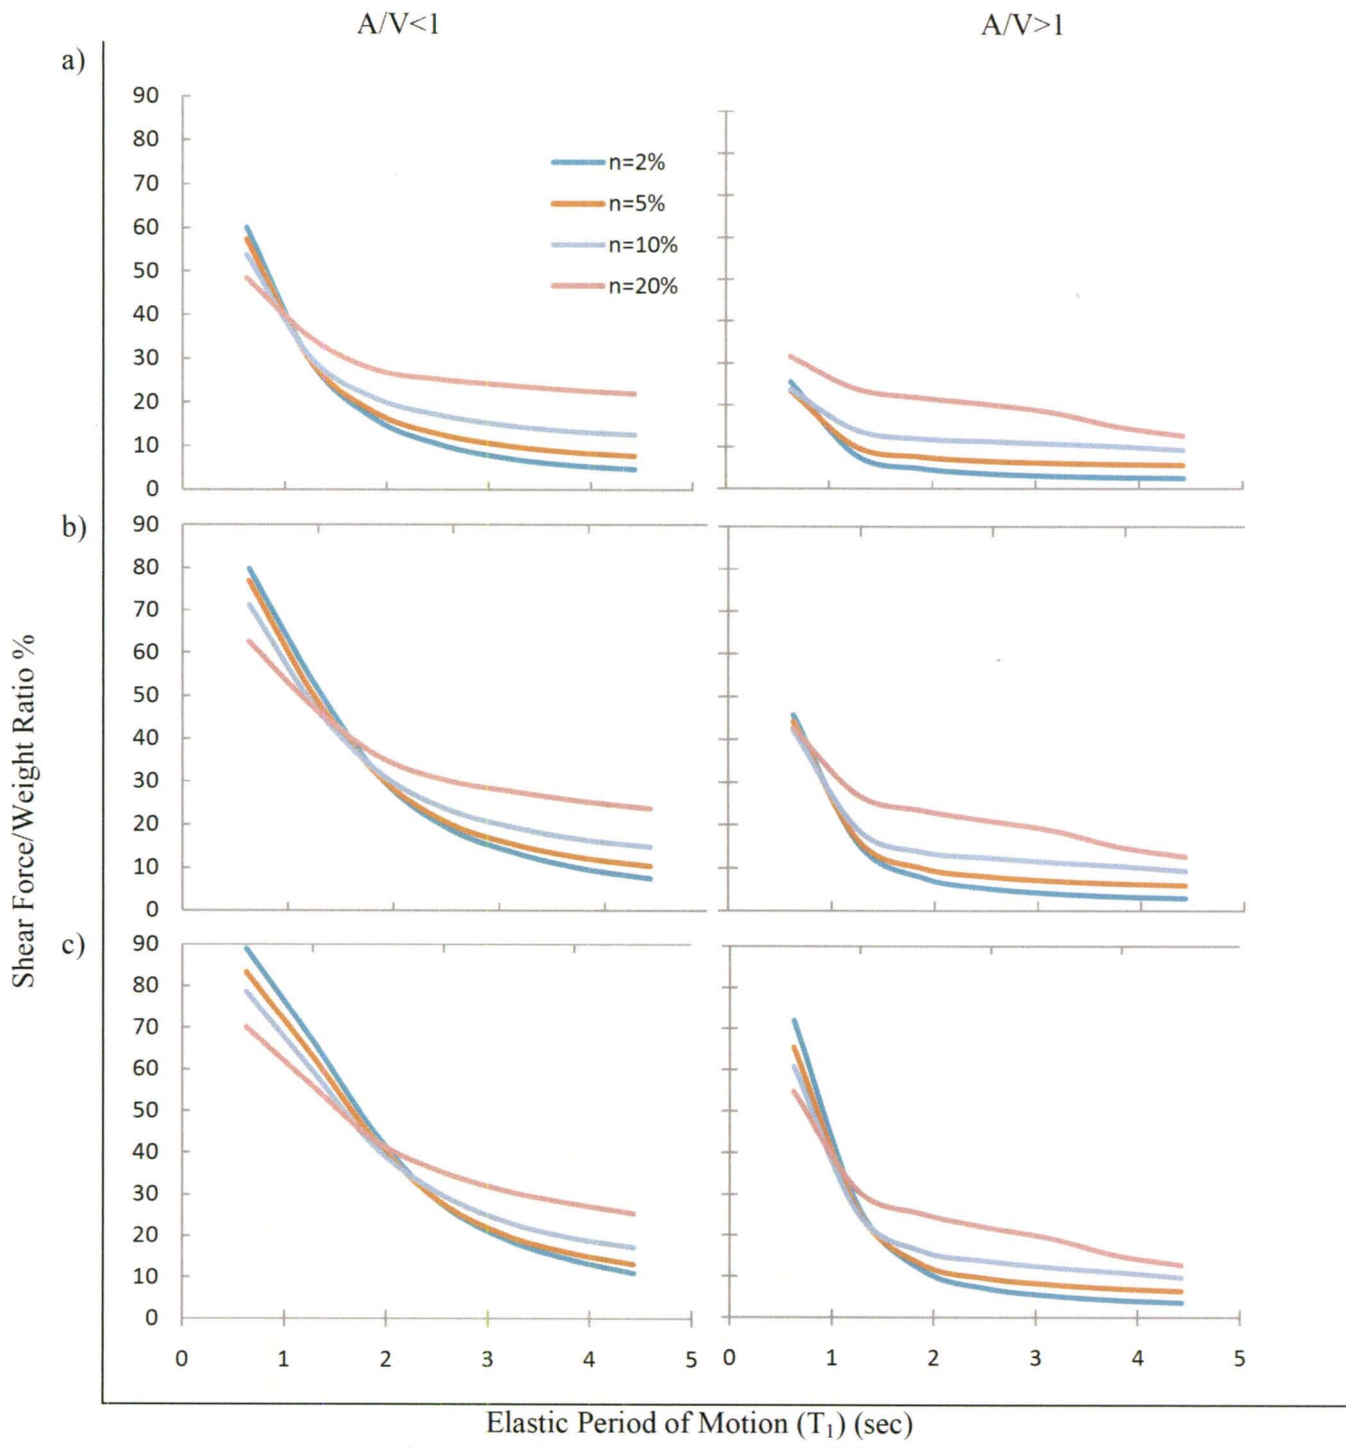 A/V<1
A/V>1
a)
90
80
70
60
50
40
30
20
10
0
n=2%
n=5%
n=10%
n=20%
b)
90
80
70
60
50
40
30
20
10
0
c)
90
80
70
60
50
40
30
20
10
0
0 1 2 3 4 5
0 1 2 3 4 5
Shear Force/Weight Ratio %
Elastic Period of Motion (T₁) (sec)